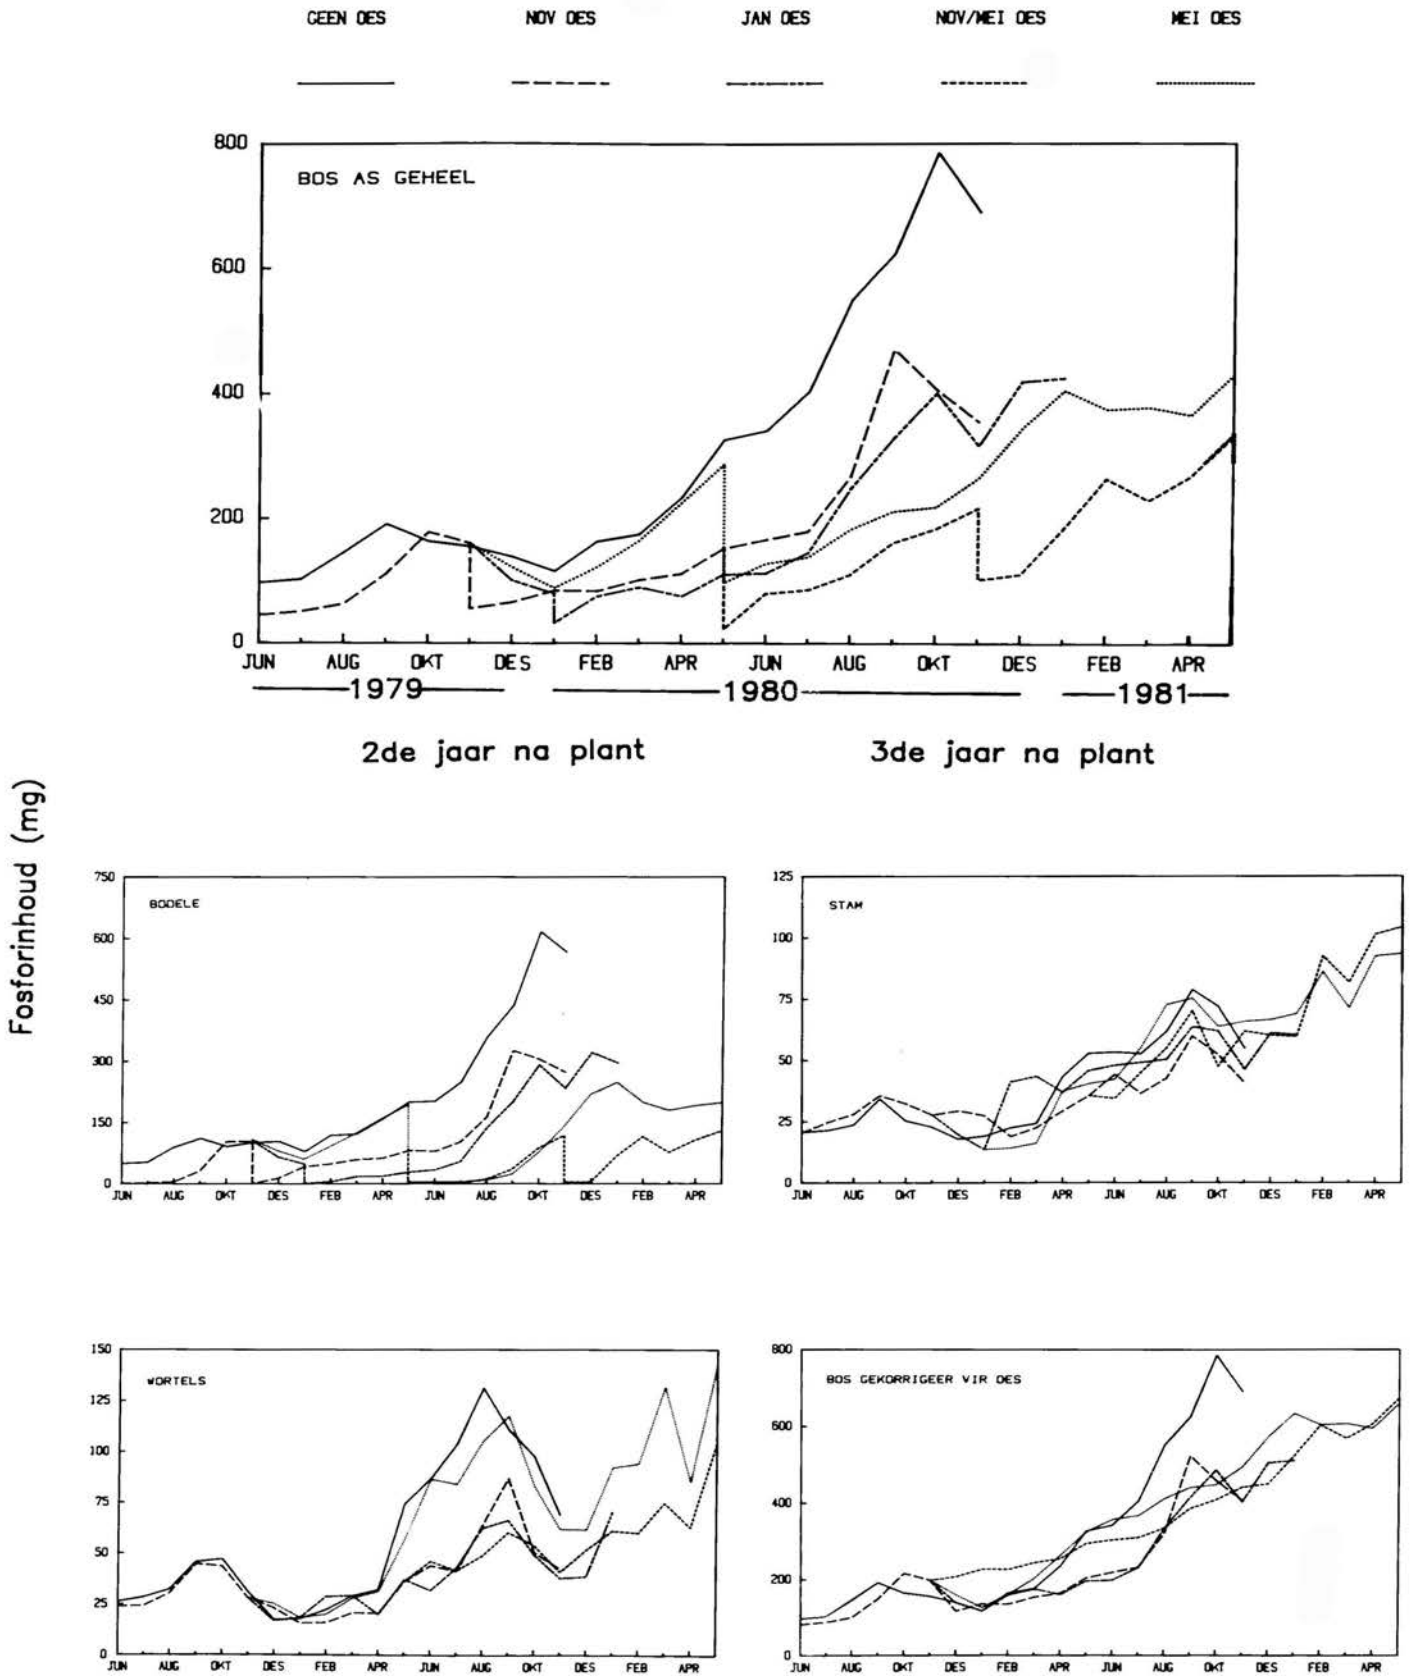 GEEN OES NOV OES JAN OES NOV/MEI OES MEI OES
800
BOS AS GEHEEL
600
400
200
0
JUN AUG OKT DES FEB APR JUN AUG OKT DES FEB APR
1979 1980 1981
2de jaar na plant 3de jaar na plant
Fosforinhoud (mg)
750
BODELE
600
450
300
150
0
JUN AUG OKT DES FEB APR JUN AUG OKT DES FEB APR
125
STAM
100
75
50
25
0
JUN AUG OKT DES FEB APR JUN AUG OKT DES FEB APR
150
WORTELS
125
100
75
50
25
0
JUN AUG OKT DES FEB APR JUN AUG OKT DES FEB APR
800
BOS GEKORRIGEER VIR OES
600
400
200
0
JUN AUG OKT DES FEB APR JUN AUG OKT DES FEB APR